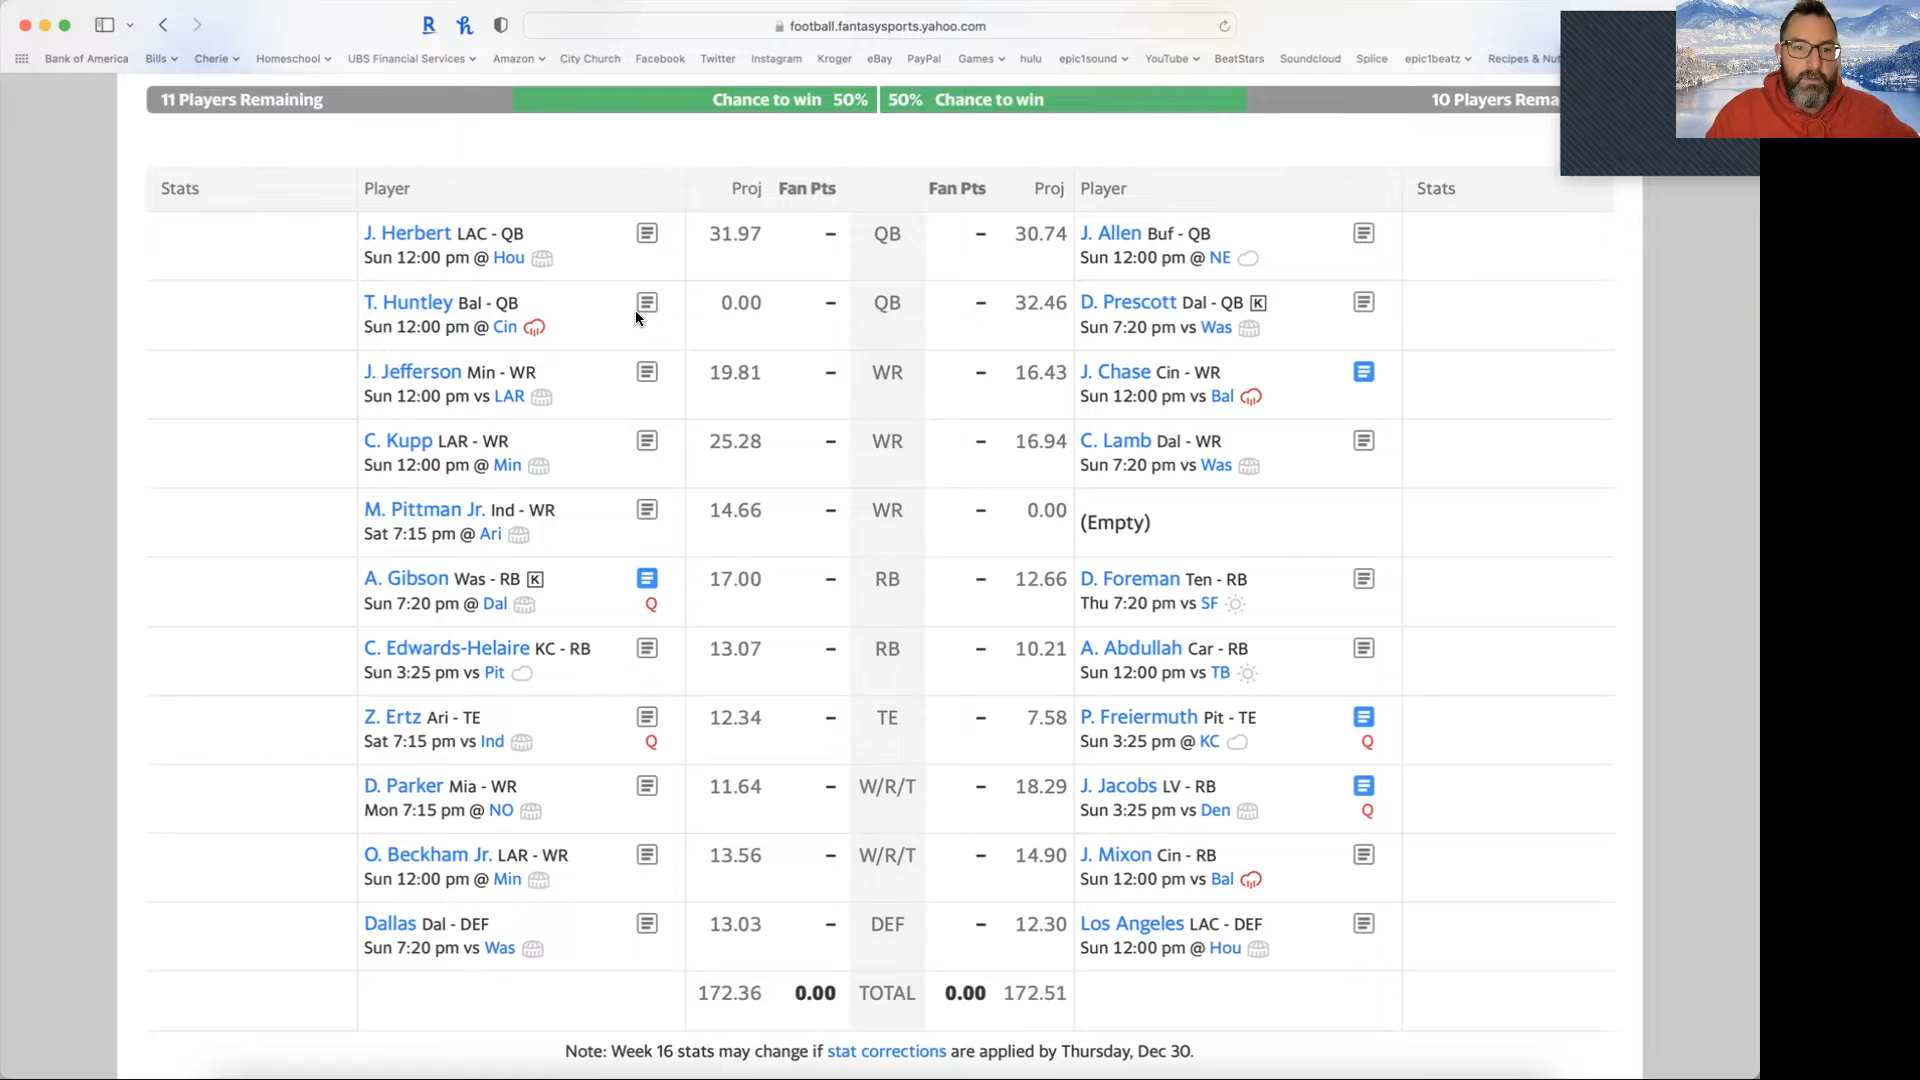 football.fantasysports.yahoo.com
Bank of America Bills Cherie Homeschool UBS Financial Services Amazon City Church Facebook Twitter Instagram Kroger eBay PayPal Games hulu epic1sound YouTube BeatStars Soundcloud Splice epic1beatz Recipes & Nut
11 Players Remaining Chance to win 50% 50% Chance to win 10 Players Rema
Stats Player Proj Fan Pts Fan Pts Proj Player Stats
J. Herbert LAC - QB 31.97 – QB – 30.74 J. Allen Buf - QB
Sun 12:00 pm @ Hou Sun 12:00 pm @ NE
T. Huntley Bal - QB 0.00 – QB – 32.46 D. Prescott Dal - QB K
Sun 12:00 pm @ Cin Sun 7:20 pm vs Was
J. Jefferson Min - WR 19.81 – WR – 16.43 J. Chase Cin - WR
Sun 12:00 pm vs LAR Sun 12:00 pm vs Bal
C. Kupp LAR - WR 25.28 – WR – 16.94 C. Lamb Dal - WR
Sun 12:00 pm @ Min Sun 7:20 pm vs Was
M. Pittman Jr. Ind - WR 14.66 – WR – 0.00 (Empty)
Sat 7:15 pm @ Ari
A. Gibson Was - RB K 17.00 – RB – 12.66 D. Foreman Ten - RB
Sun 7:20 pm @ Dal Q Thu 7:20 pm vs SF
C. Edwards-Helaire KC - RB 13.07 – RB – 10.21 A. Abdullah Car - RB
Sun 3:25 pm vs Pit Sun 12:00 pm vs TB
Z. Ertz Ari - TE 12.34 – TE – 7.58 P. Freiermuth Pit - TE
Sat 7:15 pm vs Ind Q Sun 3:25 pm @ KC Q
D. Parker Mia - WR 11.64 – W/R/T – 18.29 J. Jacobs LV - RB
Mon 7:15 pm @ NO Sun 3:25 pm vs Den Q
O. Beckham Jr. LAR - WR 13.56 – W/R/T – 14.90 J. Mixon Cin - RB
Sun 12:00 pm @ Min Sun 12:00 pm vs Bal
Dallas Dal - DEF 13.03 – DEF – 12.30 Los Angeles LAC - DEF
Sun 7:20 pm vs Was Sun 12:00 pm @ Hou
172.36 0.00 TOTAL 0.00 172.51
Note: Week 16 stats may change if stat corrections are applied by Thursday, Dec 30.